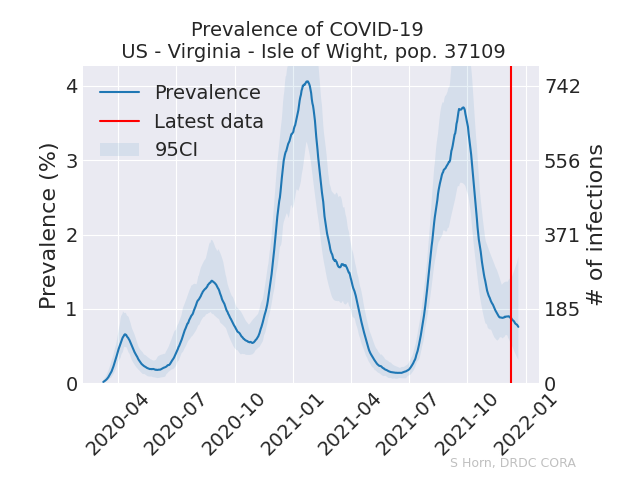 Prevalence of COVID-19
US - Virginia - Isle of Wight, pop. 37109
Prevalence
Latest data
95CI
Prevalence (%)
4
3
2
1
0
# of infections
742
556
371
185
0
2020-04
2020-07
2020-10
2021-01
2021-04
2021-07
2021-10
2022-01
S Horn, DRDC CORA